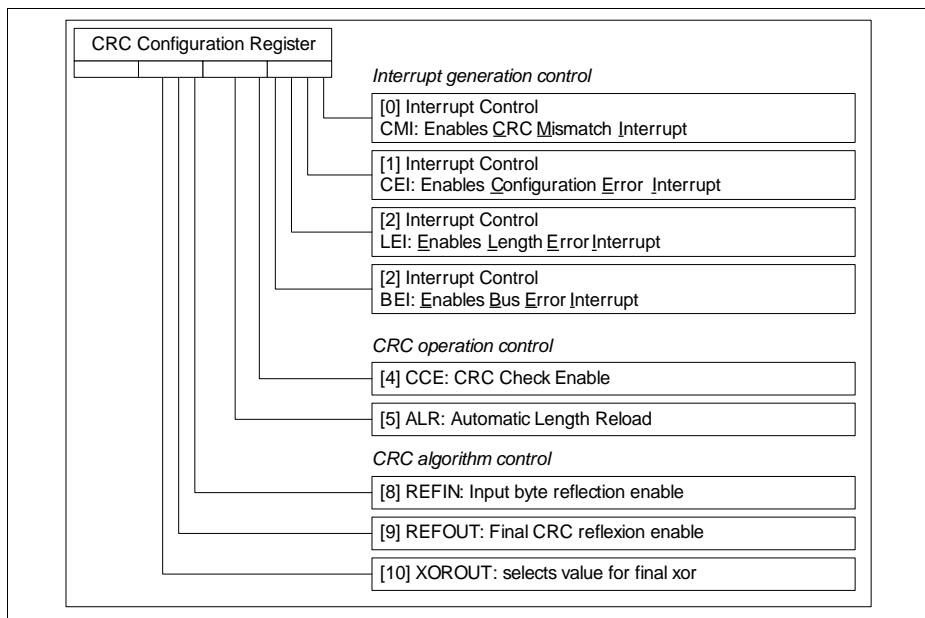 CRC Configuration Register
Interrupt generation control
[0] Interrupt Control
CMI: Enables CRC Mismatch Interrupt
[1] Interrupt Control
CEI: Enables Configuration Error Interrupt
[2] Interrupt Control
LEI: Enables Length Error Interrupt
[2] Interrupt Control
BEI: Enables Bus Error Interrupt
CRC operation control
[4] CCE: CRC Check Enable
[5] ALR: Automatic Length Reload
CRC algorithm control
[8] REFIN: Input byte reflection enable
[9] REFOUT: Final CRC reflexion enable
[10] XOROUT: selects value for final xor